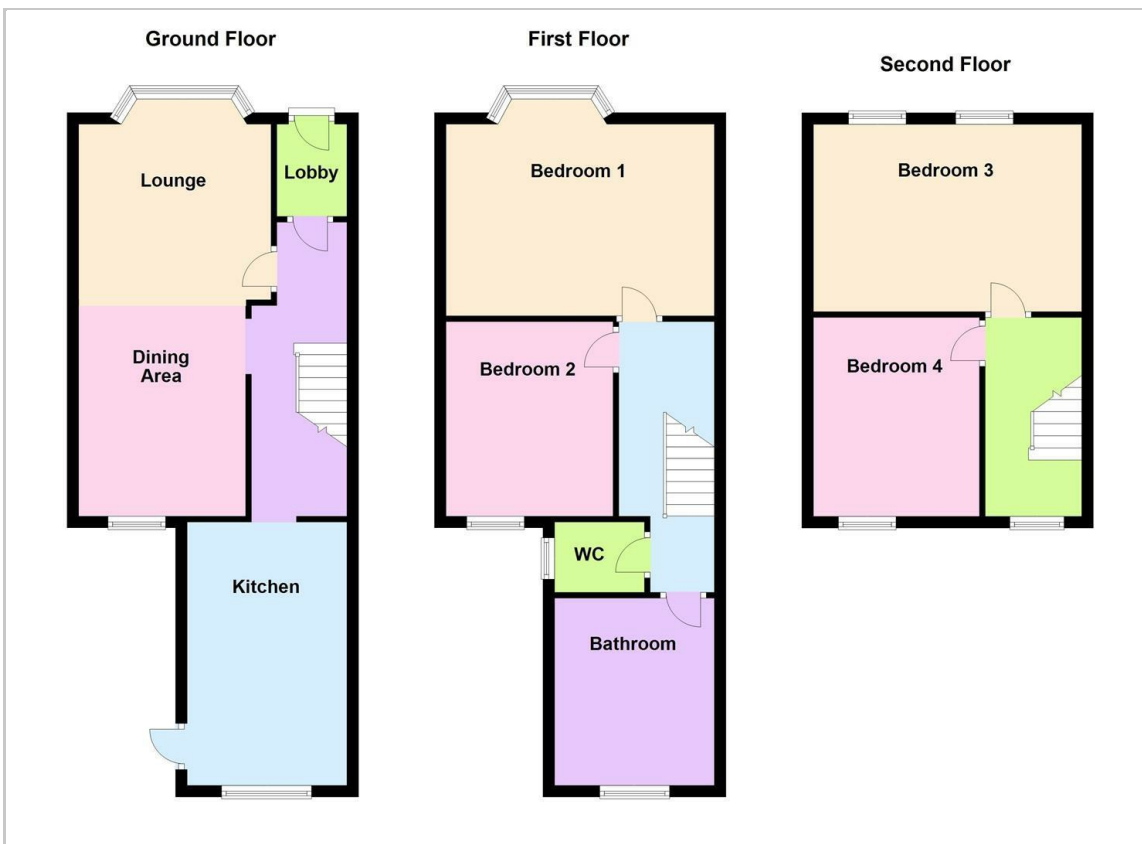 Ground Floor
Lounge
Lobby
Dining
Area
Kitchen
First Floor
Bedroom 1
Bedroom 2
WC
Bathroom
Second Floor
Bedroom 3
Bedroom 4